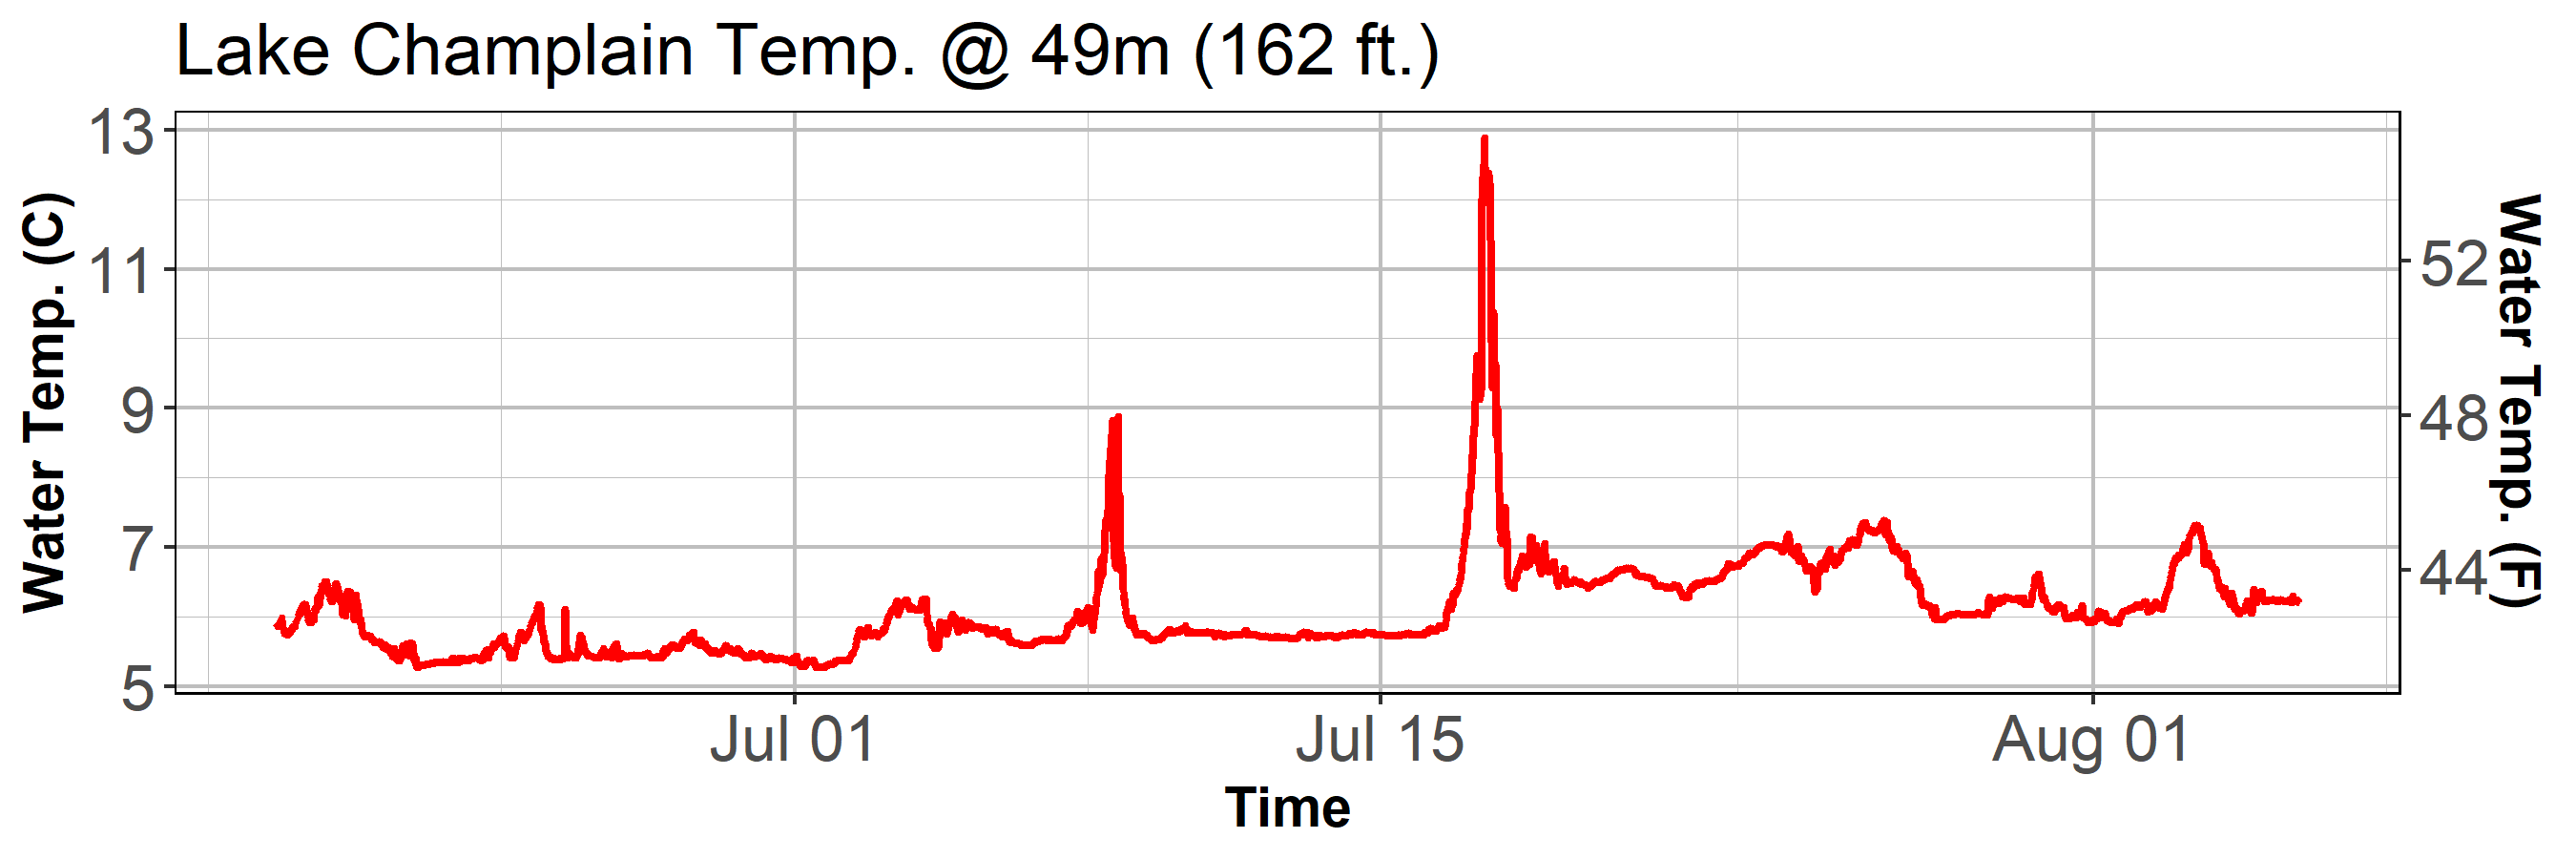 Lake Champlain Temp. @ 49m (162 ft.)
Water Temp. (C)
13
11
9
7
5
52
48
44
Water Temp. (F)
Jul 01
Jul 15
Aug 01
Time